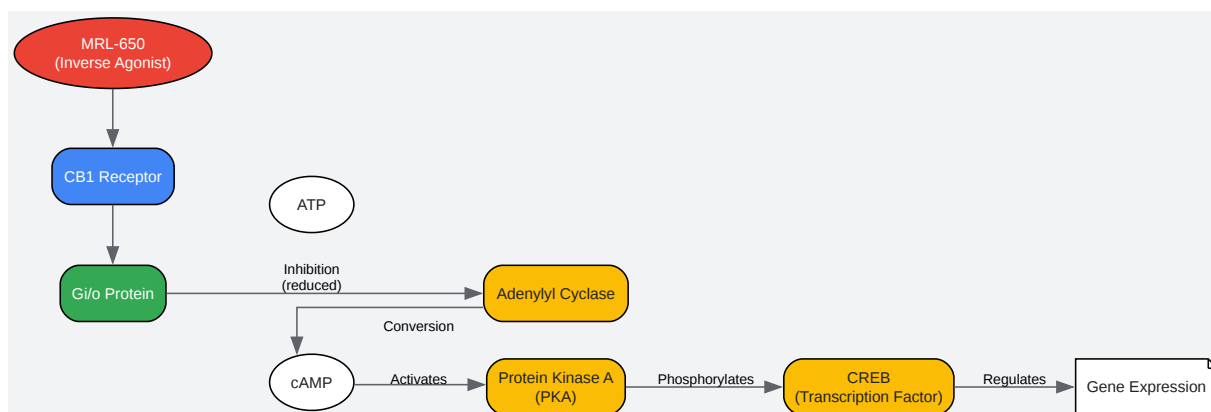 MRL-650
(Inverse Agonist)
CB1 Receptor
ATP
Gi/o Protein
Inhibition
(reduced)
Adenylyl Cyclase
Conversion
cAMP
Activates
Protein Kinase A
(PKA)
Phosphorylates
CREB
(Transcription Factor)
Regulates
Gene Expression